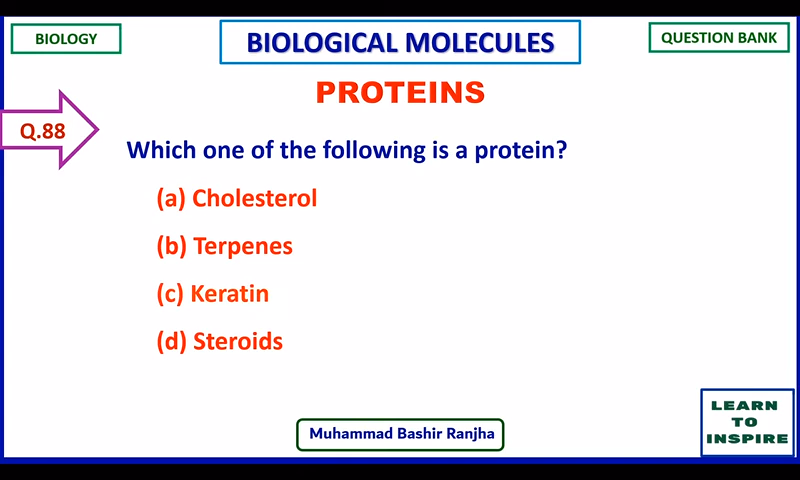 BIOLOGY
BIOLOGICAL MOLECULES
QUESTION BANK
PROTEINS
Q.88
Which one of the following is a protein?
(a) Cholesterol
(b) Terpenes
(c) Keratin
(d) Steroids
Muhammad Bashir Ranjha
LEARN
TO
INSPIRE